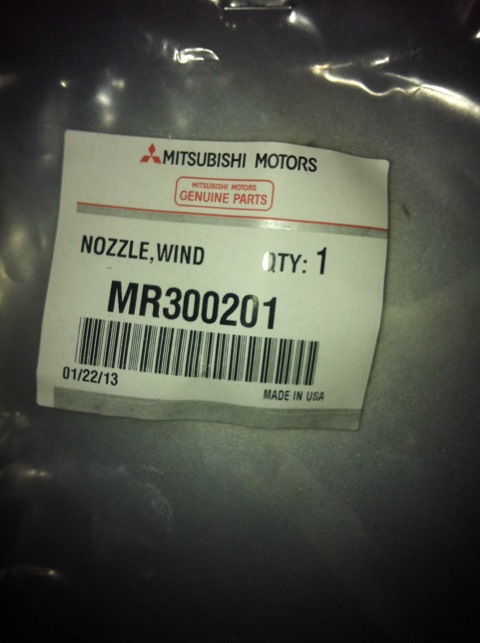 MITSUBISHI MOTORS
MITSUBISHI MOTORS
GENUINE PARTS
NOZZLE,WIND QTY: 1
MR300201
01/22/13
MADE IN USA